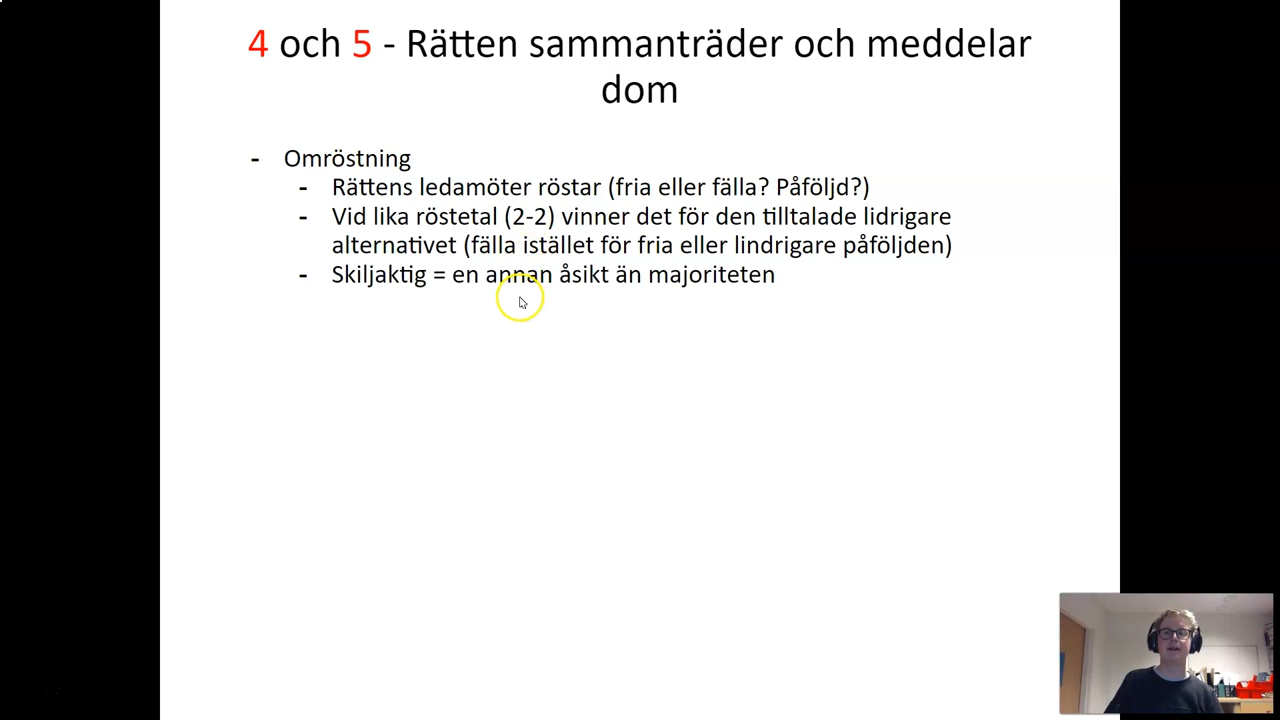 4 och 5 - Rätten sammanträder och meddelar
dom
- Omröstning
- Rättens ledamöter röstar (fria eller fälla? Påföljd?)
- Vid lika röstetal (2-2) vinner det för den tilltalade lidrigare
alternativet (fälla istället för fria eller lindrigare påföljden)
- Skiljaktig = en annan åsikt än majoriteten